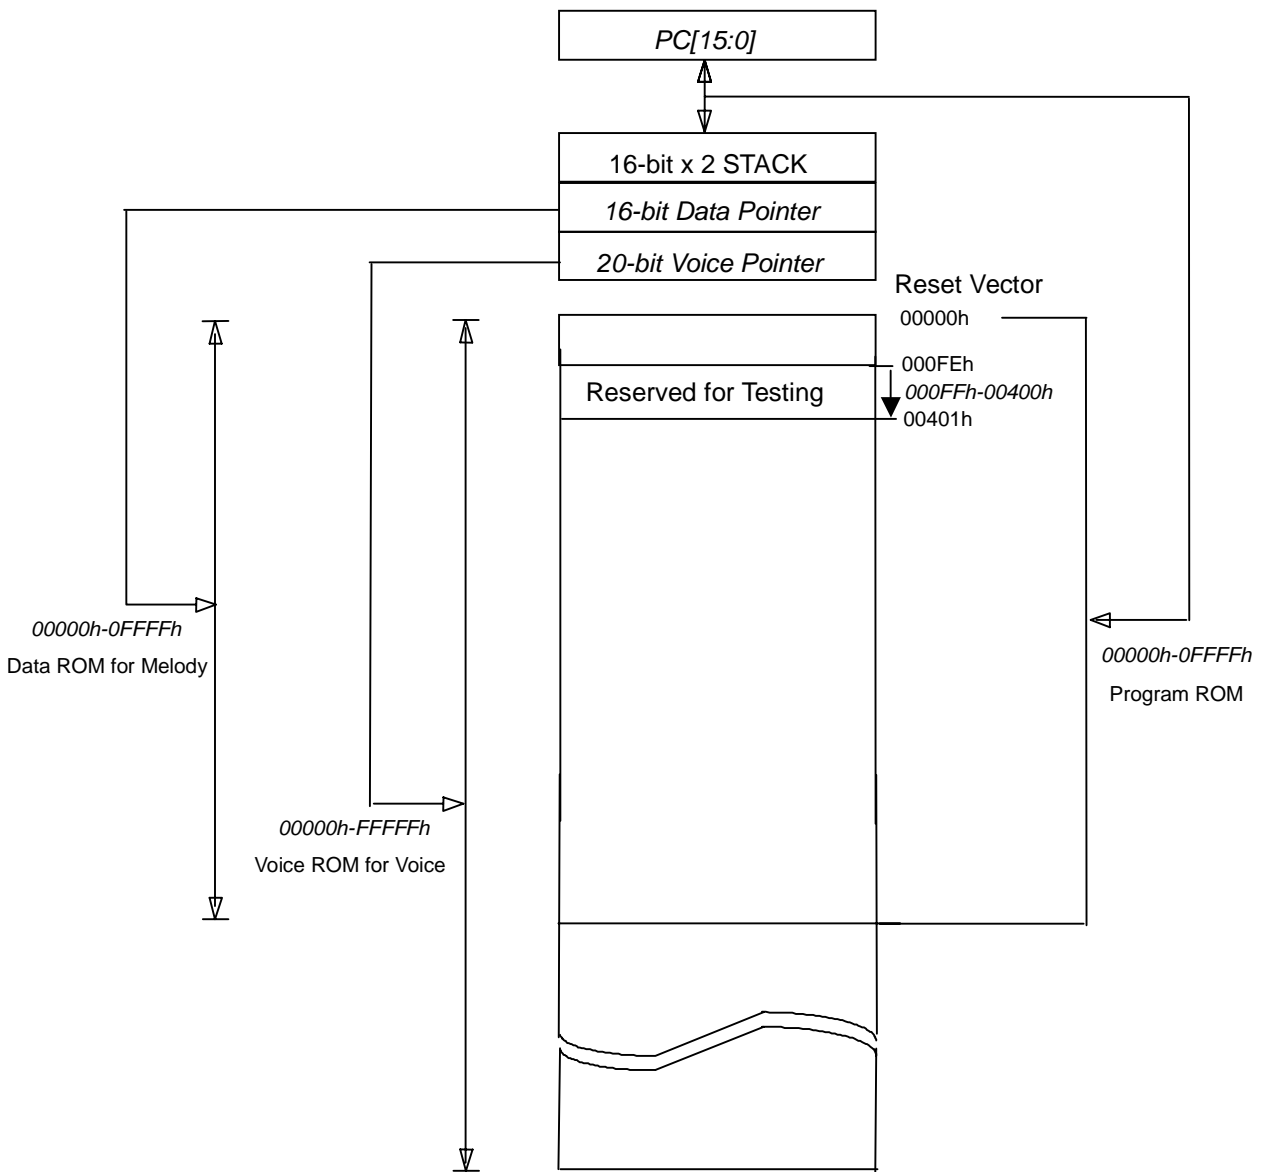 PC[15:0]
16-bit x 2 STACK
16-bit Data Pointer
20-bit Voice Pointer
Reset Vector
00000h
000FEh
Reserved for Testing
000FFh-00400h
00401h
00000h-0FFFFh
Data ROM for Melody
00000h-0FFFFh
Program ROM
00000h-FFFFFh
Voice ROM for Voice